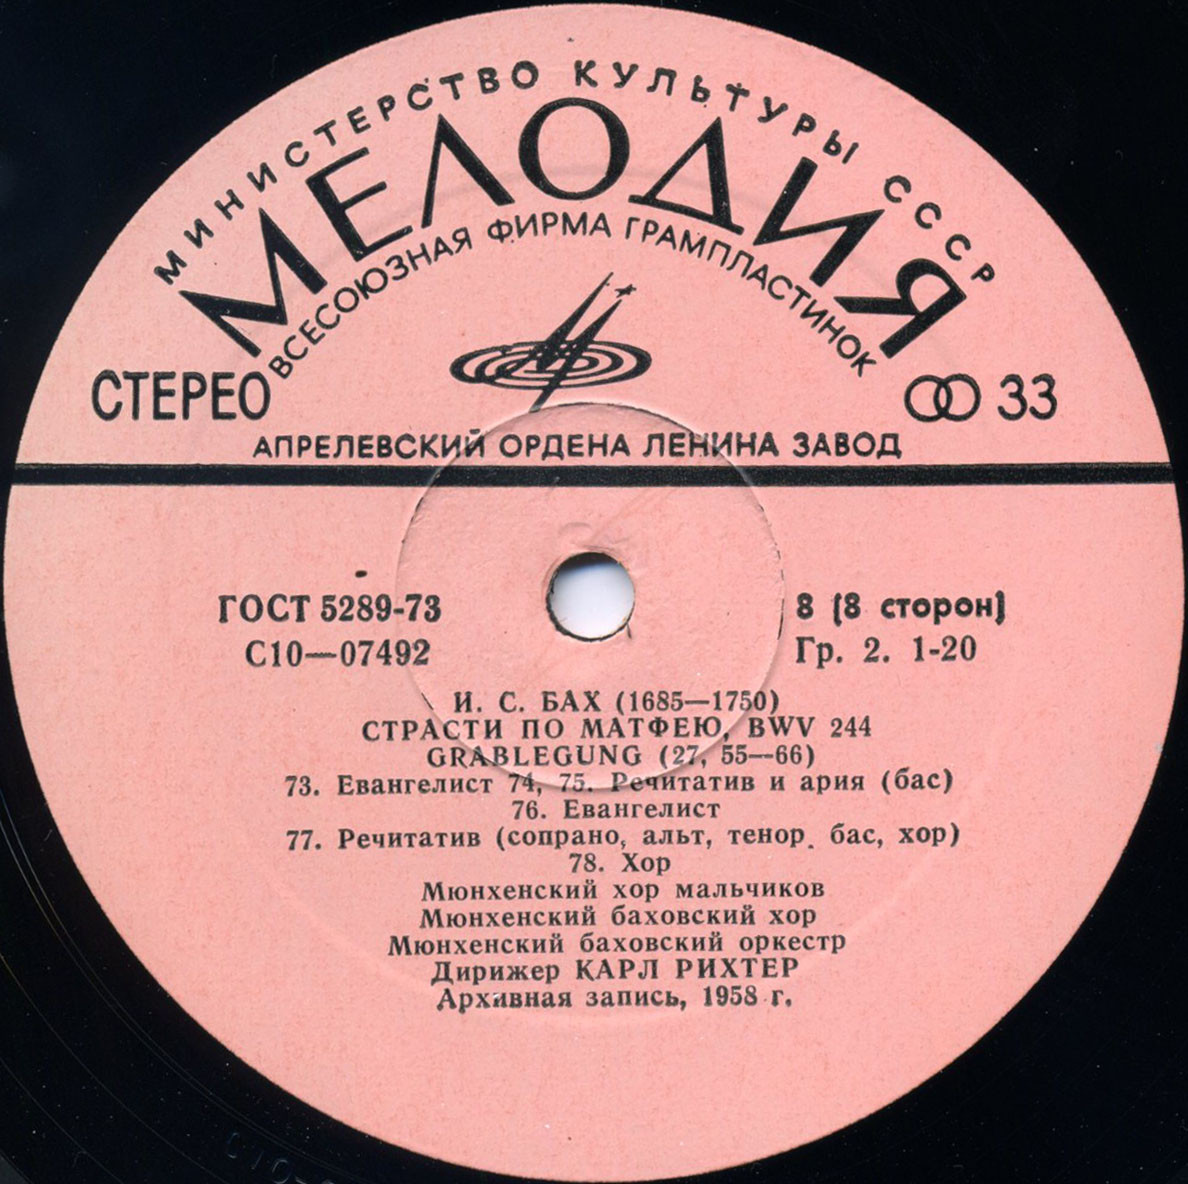 МИНИСТЕРСТВО КУЛЬТУРЫ СССР
МЕЛОДИЯ
ВСЕСОЮЗНАЯ ФИРМА ГРАМПЛАСТИНОК
СТЕРЕО
33
АПРЕЛЕВСКИЙ ОРДЕНА ЛЕНИНА ЗАВОД
ГОСТ 5289-73
8 (8 сторон)
С10—07492
Гр. 2. 1-20
И. С. БАХ (1685—1750)
СТРАСТИ ПО МАТФЕЮ, BWV 244
GRABLEGUNG (27, 55—66)
73. Евангелист 74, 75. Речитатив и ария (бас)
76. Евангелист
77. Речитатив (сопрано, альт, тенор. бас, хор)
78. Хор
Мюнхенский хор мальчиков
Мюнхенский баховский хор
Мюнхенский баховский оркестр
Дирижер КАРЛ РИХТЕР
Архивная запись, 1958 г.